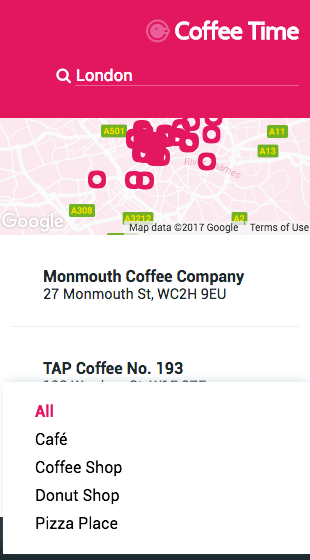 Coffee Time
London
A501
A11
A13
River Thames
A308
A3212
A2
Google
Map data ©2017 Google
Terms of Use
Monmouth Coffee Company
27 Monmouth St, WC2H 9EU
TAP Coffee No. 193
All
Café
Coffee Shop
Donut Shop
Pizza Place